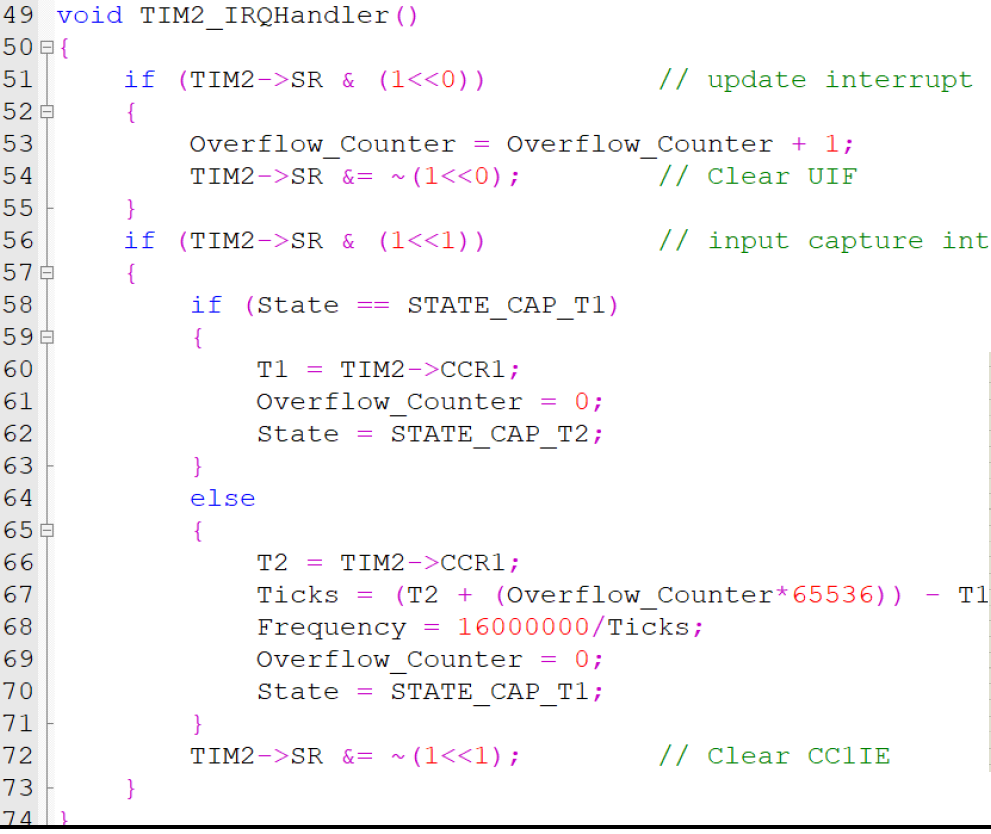 49 void TIM2_IRQHandler()
50 {
51 if (TIM2->SR & (1<<0)) // update interrupt
52 {
53 Overflow_Counter = Overflow_Counter + 1;
54 TIM2->SR &= ~(1<<0); // Clear UIF
55 }
56 if (TIM2->SR & (1<<1)) // input capture int
57 {
58 if (State == STATE_CAP_T1)
59 {
60 T1 = TIM2->CCR1;
61 Overflow_Counter = 0;
62 State = STATE_CAP_T2;
63 }
64 else
65 {
66 T2 = TIM2->CCR1;
67 Ticks = (T2 + (Overflow_Counter*65536)) - T1
68 Frequency = 16000000/Ticks;
69 Overflow_Counter = 0;
70 State = STATE_CAP_T1;
71 }
72 TIM2->SR &= ~(1<<1); // Clear CC1IE
73 }
74 }